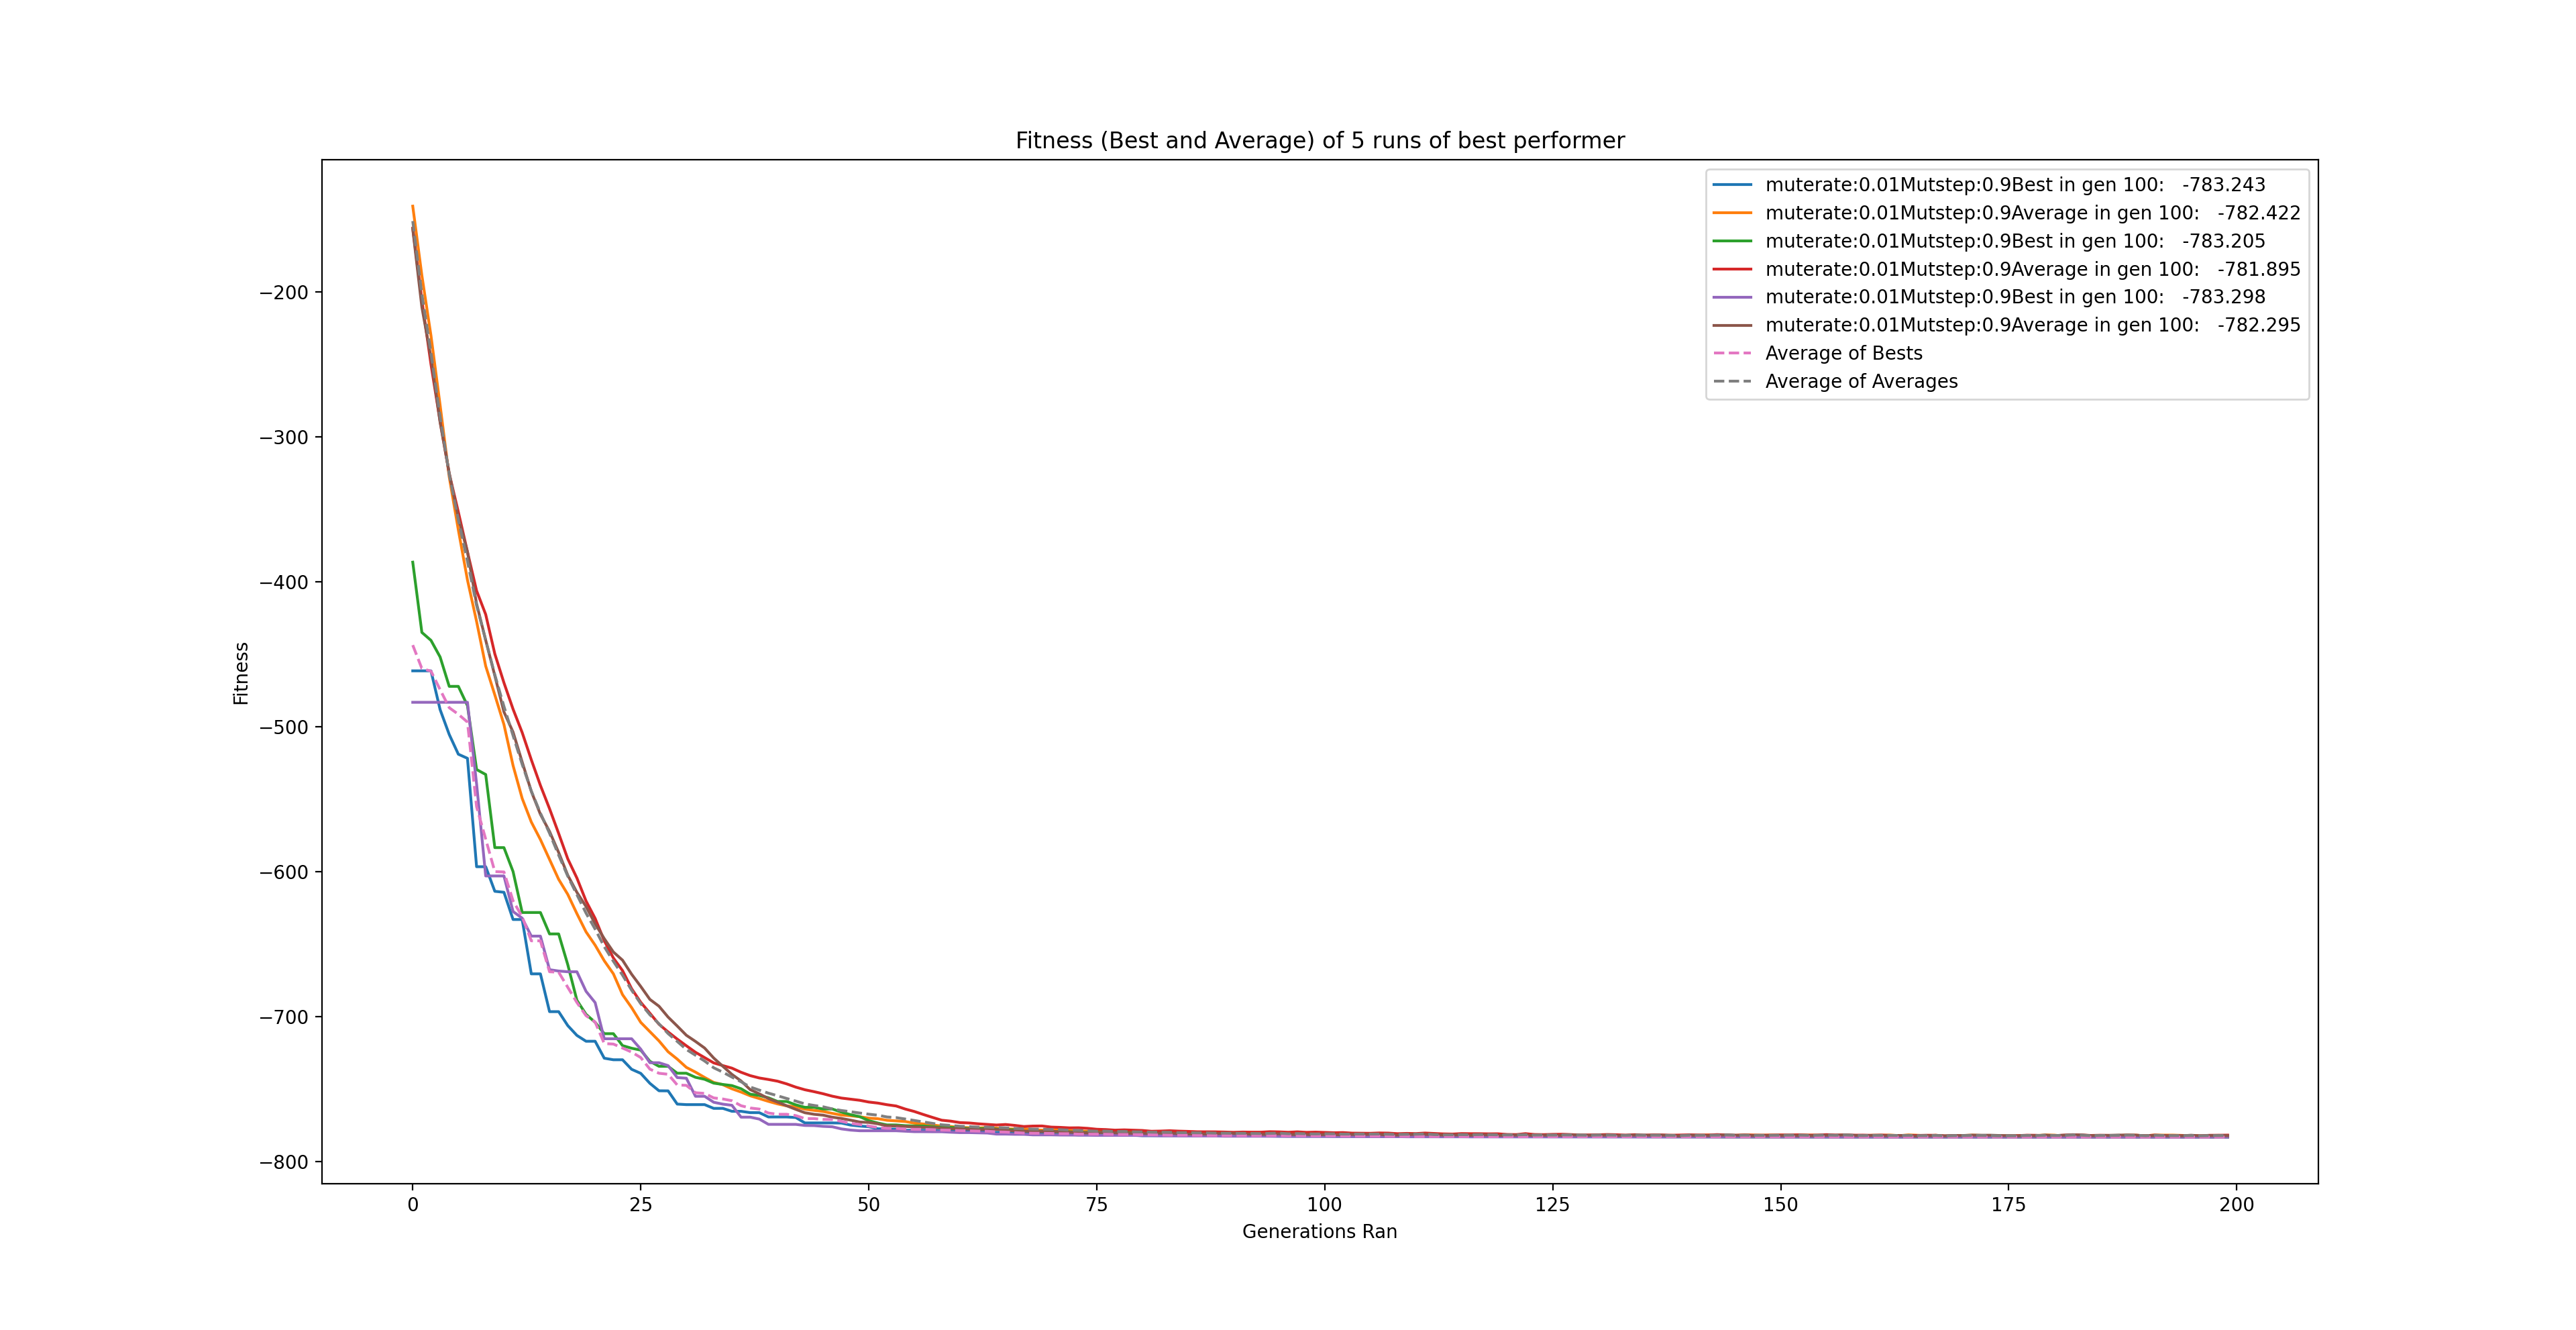 Fitness (Best and Average) of 5 runs of best performer
muterate:0.01Mutstep:0.9Best in gen 100: -783.243
muterate:0.01Mutstep:0.9Average in gen 100: -782.422
muterate:0.01Mutstep:0.9Best in gen 100: -783.205
muterate:0.01Mutstep:0.9Average in gen 100: -781.895
muterate:0.01Mutstep:0.9Best in gen 100: -783.298
muterate:0.01Mutstep:0.9Average in gen 100: -782.295
Average of Bests
Average of Averages
−200
−300
−400
−500
−600
−700
−800
Fitness
0 25 50 75 100 125 150 175 200
Generations Ran